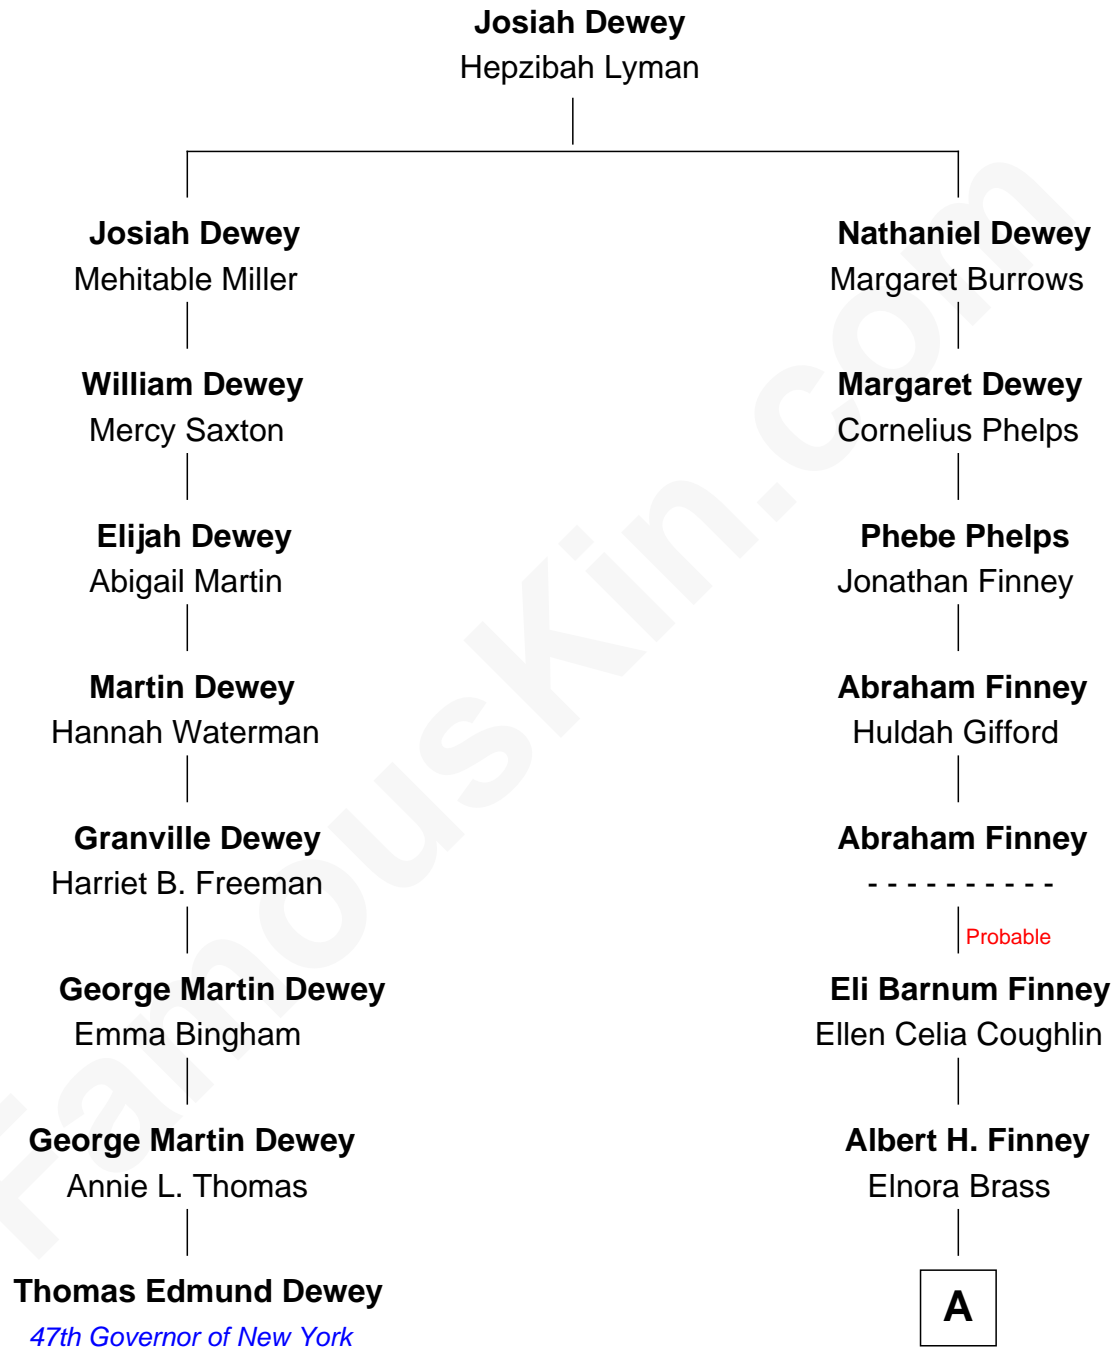 Josiah Dewey
Hepzibah Lyman
Josiah Dewey
Mehitable Miller
William Dewey
Mercy Saxton
Elijah Dewey
Abigail Martin
Martin Dewey
Hannah Waterman
Granville Dewey
Harriet B. Freeman
George Martin Dewey
Emma Bingham
George Martin Dewey
Annie L. Thomas
Thomas Edmund Dewey
47th Governor of New York
Nathaniel Dewey
Margaret Burrows
Margaret Dewey
Cornelius Phelps
Phebe Phelps
Jonathan Finney
Abraham Finney
Huldah Gifford
Abraham Finney
- - - - - - - - - -
Probable
Eli Barnum Finney
Ellen Celia Coughlin
Albert H. Finney
Elnora Brass
A
FamousKin.com